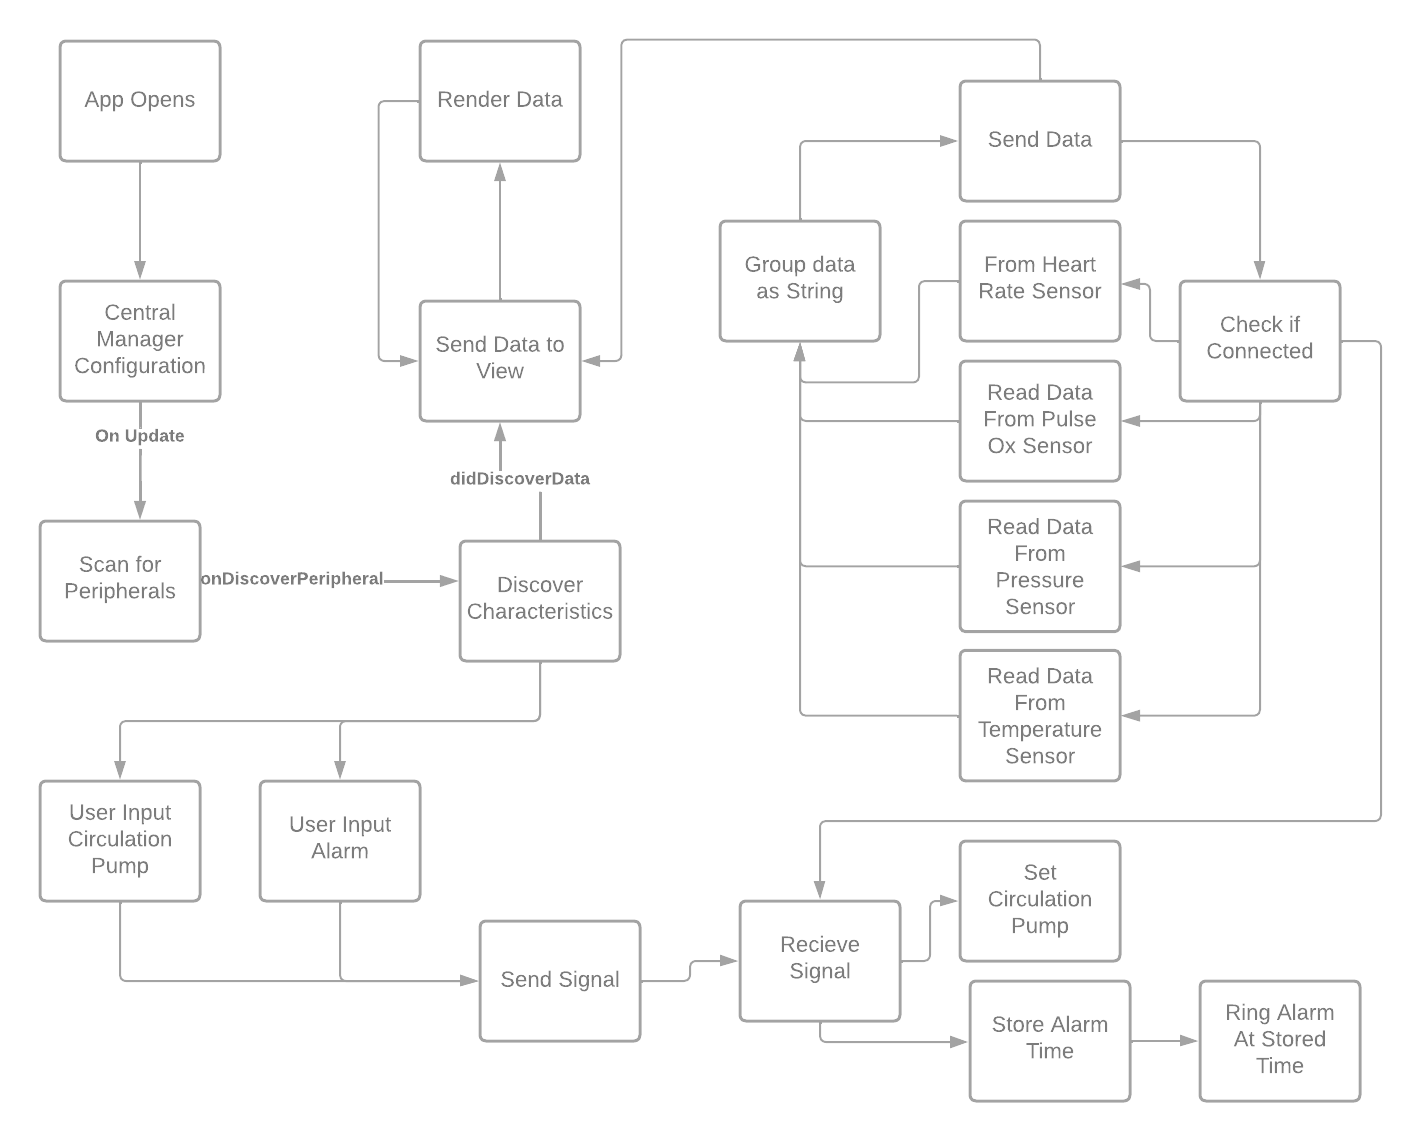 App Opens
Render Data
Send Data
Group data
as String
From Heart
Rate Sensor
Central
Manager
Configuration
Send Data to
View
Check if
Connected
On Update
Read Data
From Pulse
Ox Sensor
didDiscoverData
Scan for
Peripherals
onDiscoverPeripheral
Discover
Characteristics
Read Data
From
Pressure
Sensor
Read Data
From
Temperature
Sensor
User Input
Circulation
Pump
User Input
Alarm
Send Signal
Recieve
Signal
Set
Circulation
Pump
Store Alarm
Time
Ring Alarm
At Stored
Time